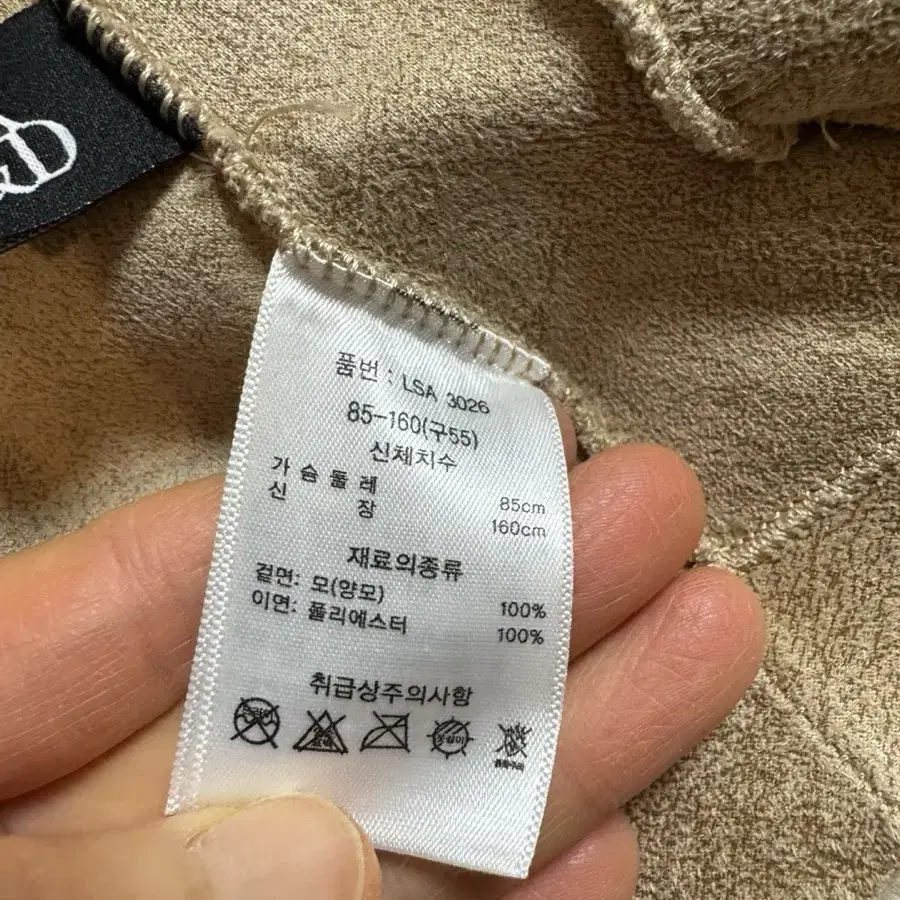 품번 : LSA 3026
85-160(구55)
신체치수
가 슴 둘 레 85cm
신 장 160cm
재료의종류
겉면: 모(양모) 100%
이면: 폴리에스터 100%
취급상주의사항